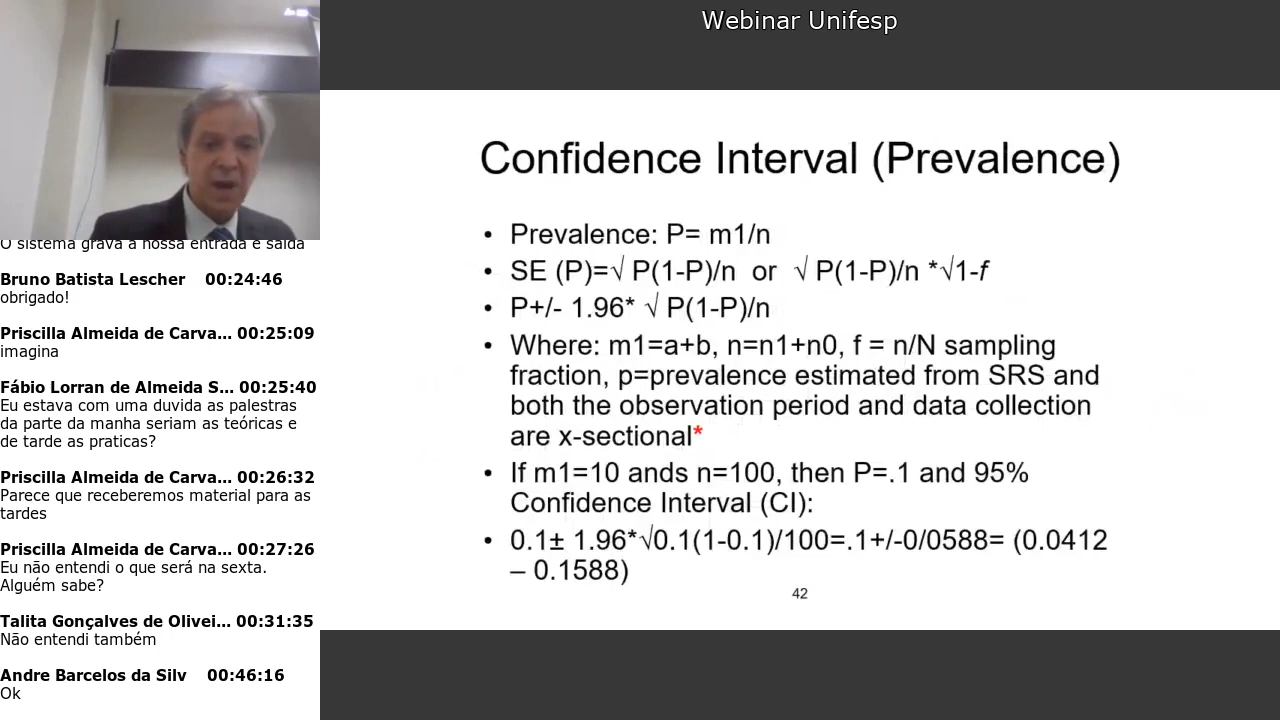 Webinar Unifesp
O sistema grava a nossa entrada e saída
Bruno Batista Lescher 00:24:46
obrigado!
Priscilla Almeida de Carva... 00:25:09
imagina
Fábio Lorran de Almeida S... 00:25:40
Eu estava com uma duvida as palestras
da parte da manha seriam as teóricas e
de tarde as praticas?
Priscilla Almeida de Carva... 00:26:32
Parece que receberemos material para as
tardes
Priscilla Almeida de Carva... 00:27:26
Eu não entendi o que será na sexta.
Alguém sabe?
Talita Gonçalves de Olivei... 00:31:35
Não entendi também
Andre Barcelos da Silv 00:46:16
Ok
Confidence Interval (Prevalence)
• Prevalence: P= m1/n
• SE (P)=√ P(1-P)/n or √ P(1-P)/n *√1-f
• P+/- 1.96* √ P(1-P)/n
• Where: m1=a+b, n=n1+n0, f = n/N sampling
fraction, p=prevalence estimated from SRS and
both the observation period and data collection
are x-sectional*
• If m1=10 ands n=100, then P=.1 and 95%
Confidence Interval (CI):
• 0.1± 1.96*√0.1(1-0.1)/100=.1+/-0/0588= (0.0412
– 0.1588)
42